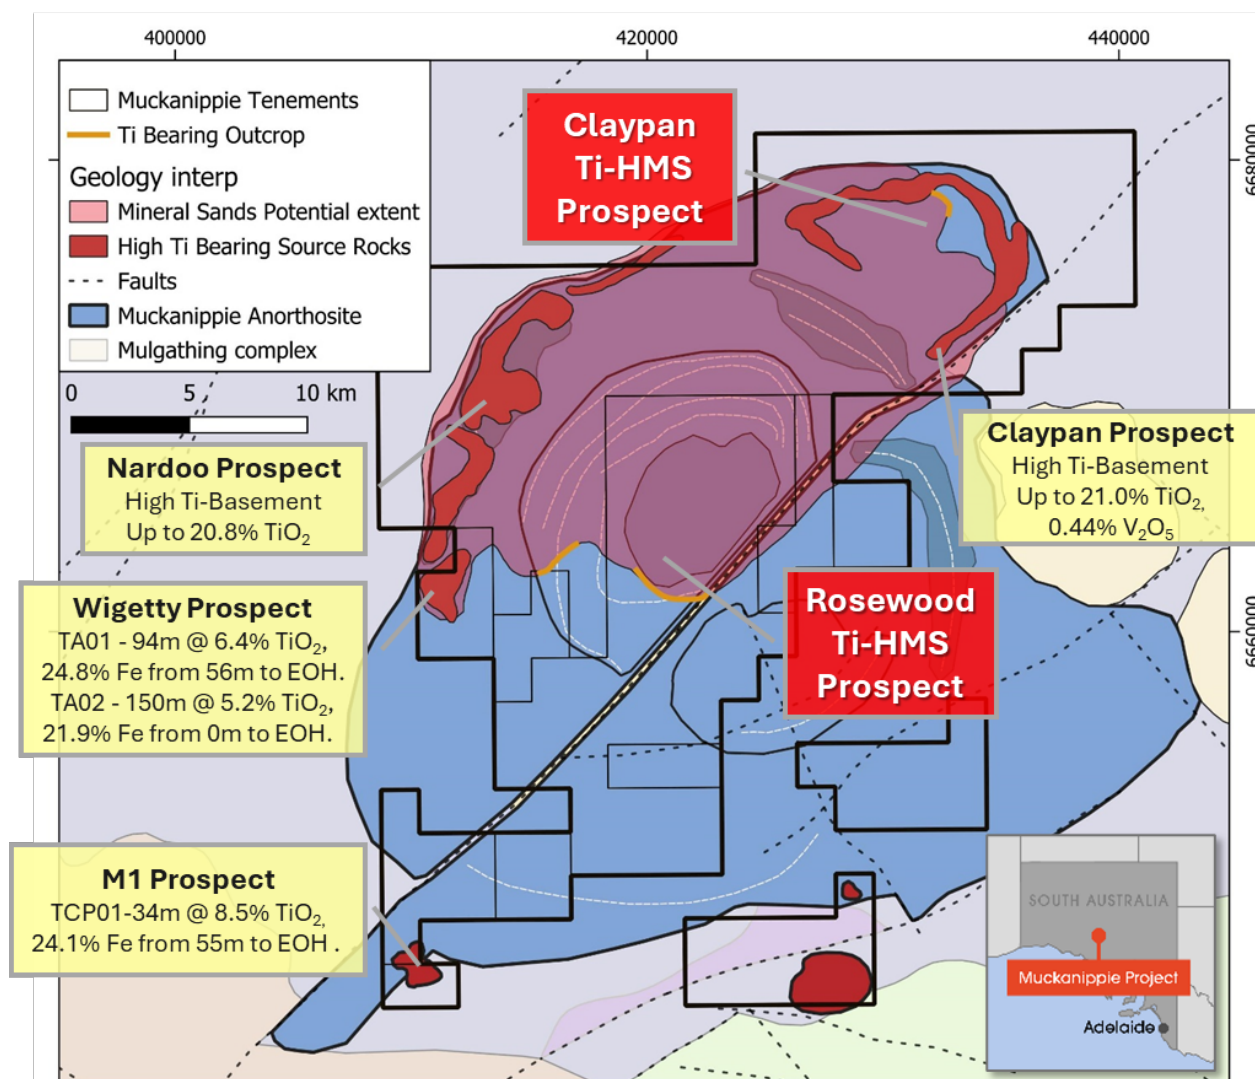 400000
420000
440000
Muckanippie Tenements
Ti Bearing Outcrop
Geology interp
Mineral Sands Potential extent
High Ti Bearing Source Rocks
Faults
Muckanippie Anorthosite
Mulgathing complex
0 5 10 km
Claypan
Ti-HMS
Prospect
6680000
Nardoo Prospect
High Ti-Basement
Up to 20.8% TiO₂
Claypan Prospect
High Ti-Basement
Up to 21.0% TiO₂,
0.44% V₂O₅
Wigetty Prospect
TA01 - 94m @ 6.4% TiO₂,
24.8% Fe from 56m to EOH.
TA02 - 150m @ 5.2% TiO₂,
21.9% Fe from 0m to EOH.
Rosewood
Ti-HMS
Prospect
6660000
M1 Prospect
TCP01-34m @ 8.5% TiO₂,
24.1% Fe from 55m to EOH .
SOUTH AUSTRALIA
Muckanippie Project
Adelaide